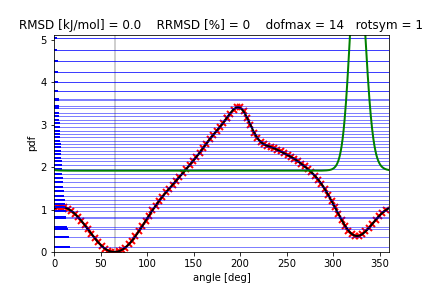 RMSD [kJ/mol] = 0.0    RRMSD [%] = 0    dofmax = 14   rotsym = 1
5
4
3
2
1
0
pdf
0 50 100 150 200 250 300 350
angle [deg]